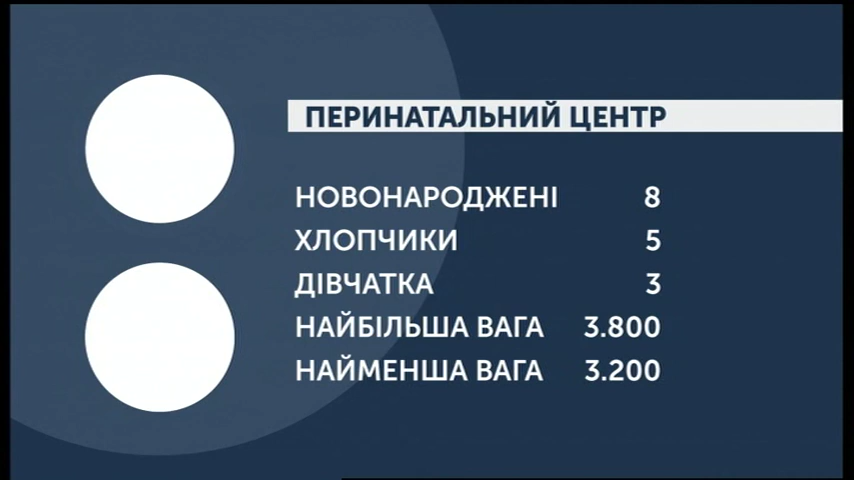 ПЕРИНАТАЛЬНИЙ ЦЕНТР
НОВОНАРОДЖЕНІ 8
ХЛОПЧИКИ 5
ДІВЧАТКА 3
НАЙБІЛЬША ВАГА 3.800
НАЙМЕНША ВАГА 3.200